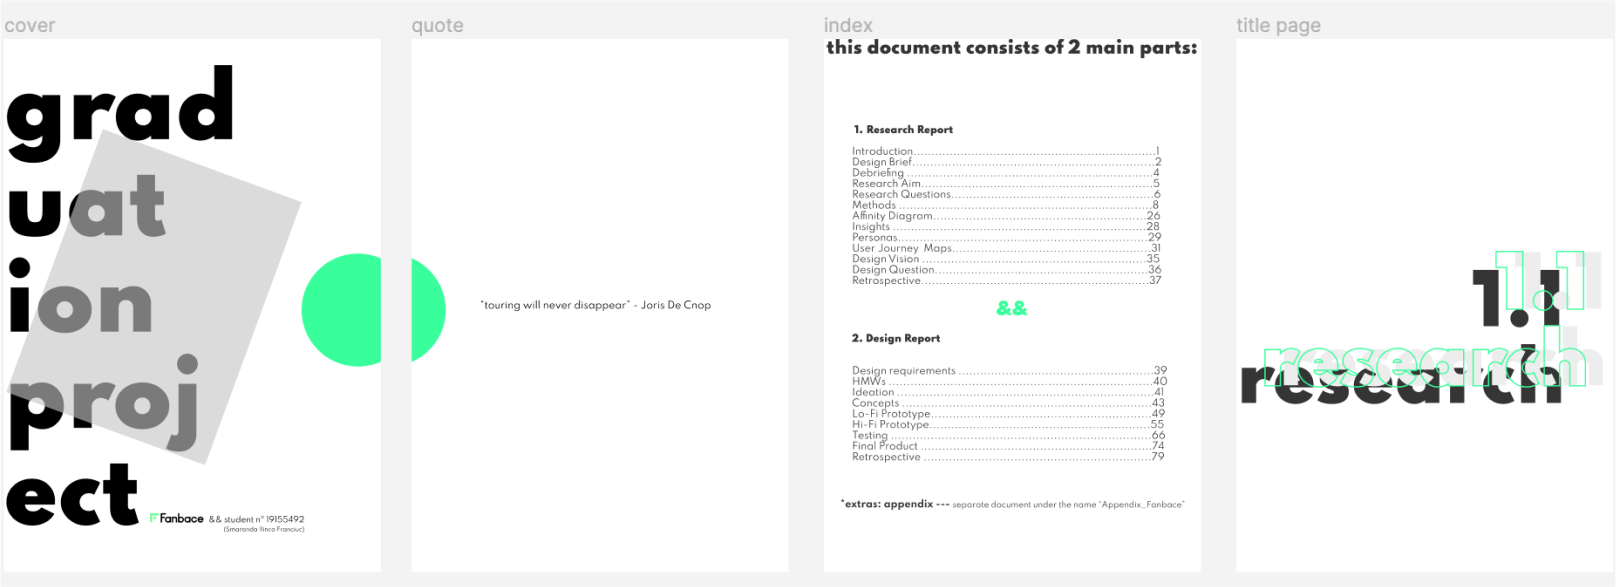 cover
grad
uat
ion
proj
ect
Fanbace && student n° 19155492
(Smaranda Ilinca Franciuc)
quote
"touring will never disappear" - Joris De Cnop
index
this document consists of 2 main parts:
1. Research Report
Introduction..........1
Design Brief..........2
Debriefing ..........4
Research Aim..........5
Research Questions..........6
Methods ..........8
Affinity Diagram..........26
Insights ..........28
Personas..........29
User Journey Maps..........31
Design Vision ..........35
Design Question..........36
Retrospective..........37
&&
2. Design Report
Design requirements ..........39
HMWs ..........40
Ideation ..........41
Concepts ..........43
Lo-Fi Prototype..........49
Hi-Fi Prototype..........55
Testing ..........66
Final Product ..........74
Retrospective ..........79
*extras: appendix --- separate document under the name "Appendix_Fanbace"
title page
1.1
1.1
research
research